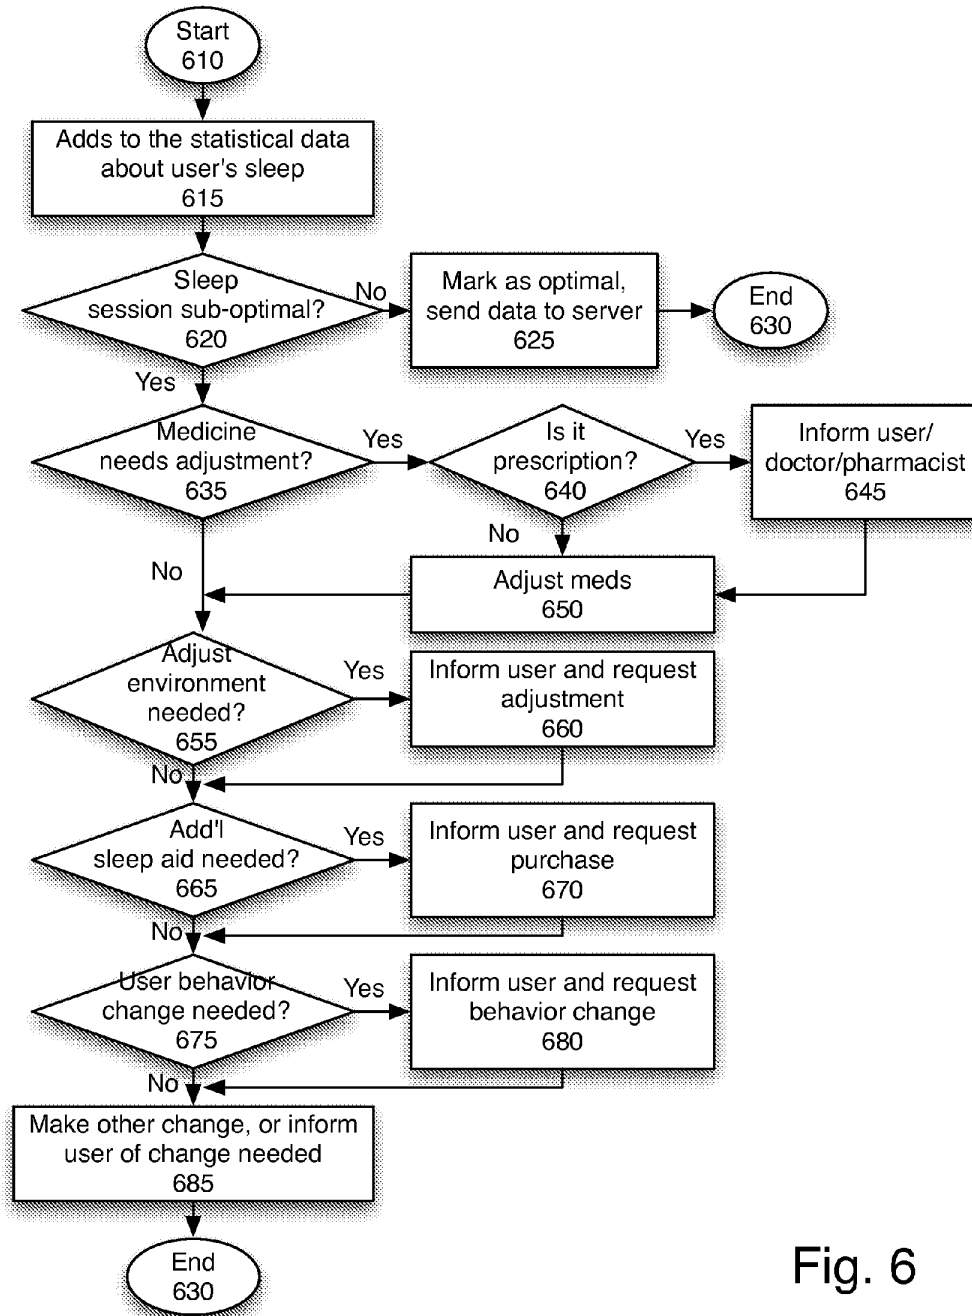 Start
610
Adds to the statistical data
about user's sleep
615
Sleep
session sub-optimal?
620
No
Mark as optimal,
send data to server
625
End
630
Yes
Medicine
needs adjustment?
635
Yes
Is it
prescription?
640
Yes
Inform user/
doctor/pharmacist
645
No
No
Adjust meds
650
Adjust
environment
needed?
655
Yes
Inform user and request
adjustment
660
No
Add'l
sleep aid needed?
665
Yes
Inform user and request
purchase
670
No
User behavior
change needed?
675
Yes
Inform user and request
behavior change
680
No
Make other change, or inform
user of change needed
685
End
630
Fig. 6